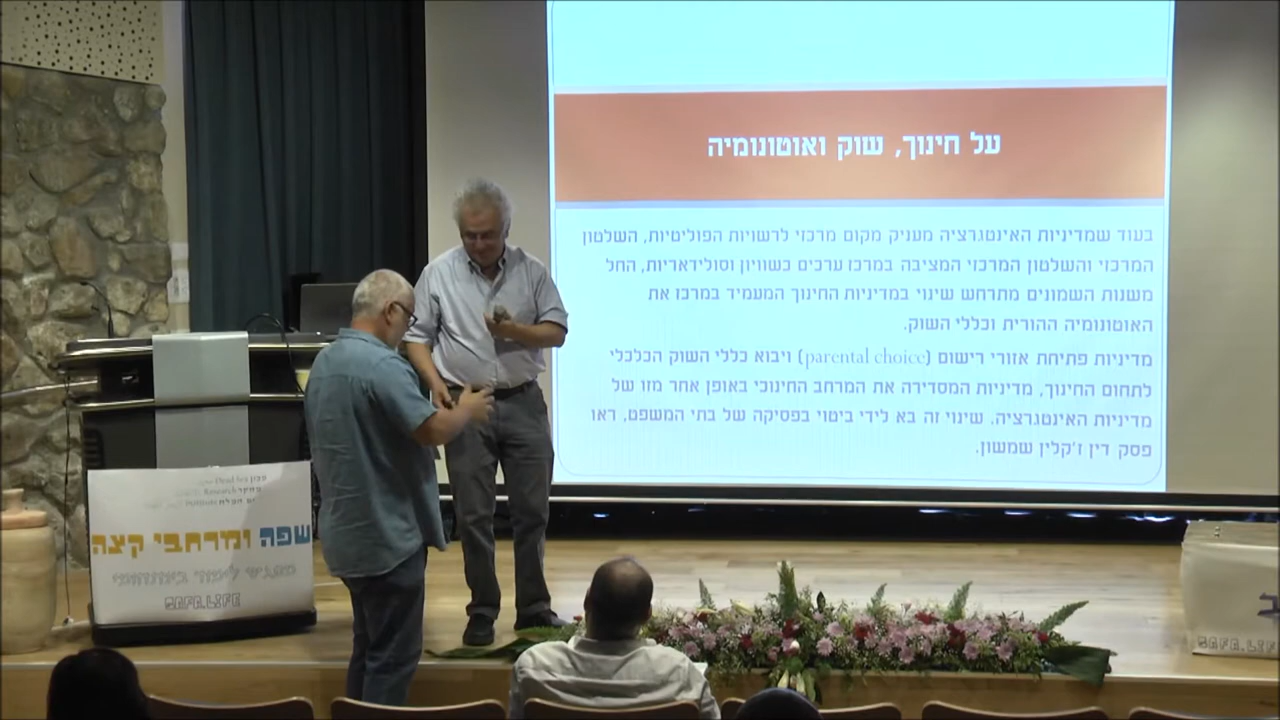 על חינוך, שוק ואוטונומיה
בעוד שמדיניות האינטגרציה מעניק מקום מרכזי לרשויות הפוליטיות, השלטון
המרכזי והשלטון המרכזי המציבה במרכז ערכים כשוויון וסולידאריות, החל
משנות השמונים מתרחש שינוי במדיניות החינוך המעמיד במרכז את
האוטונומיה ההורית וכללי השוק.
מדיניות פתיחת אזורי רישום (parental choice) ויבוא כללי השוק הכלכלי
לתחום החינוך, מדיניות המסדירה את המרחב החינוכי באופן אחר מזו של
מדיניות האינטגרציה. שינוי זה בא לידי ביטוי בפסיקה של בתי המשפט, ראו
פסק דין ז'קלין שמשון.
שפה ומרחבי קצה
SAFA.LIFE
SAFA.LIFE